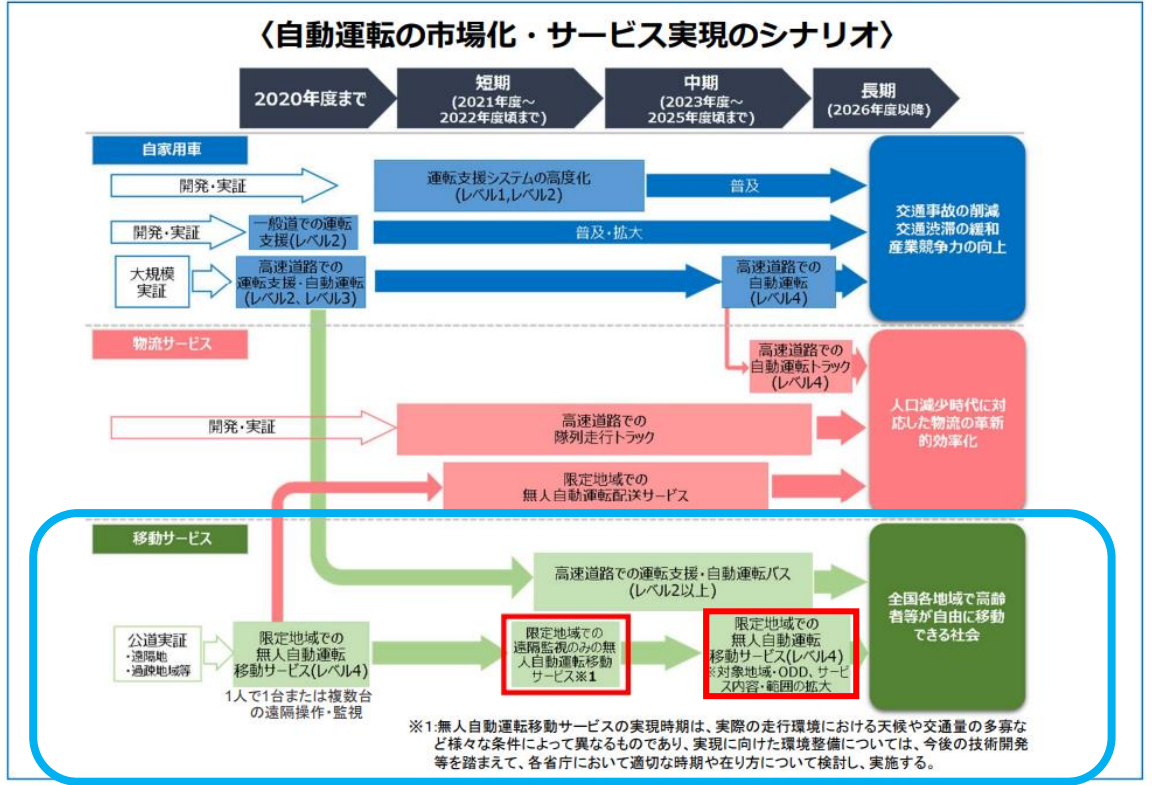 〈自動運転の市場化・サービス実現のシナリオ〉
2020年度まで
短期
(2021年度～
2022年度頃まで)
中期
(2023年度～
2025年度頃まで)
長期
(2026年度以降)
自家用車
開発・実証
運転支援システムの高度化
(レベル1,レベル2)
普及
開発・実証
一般道での運転
支援(レベル2)
普及・拡大
大規模
実証
高速道路での
運転支援・自動運転
(レベル2、レベル3)
高速道路での
自動運転
(レベル4)
交通事故の削減
交通渋滞の緩和
産業競争力の向上
物流サービス
高速道路での
自動運転トラック
(レベル4)
開発・実証
高速道路での
隊列走行トラック
限定地域での
無人自動運転配送サービス
人口減少時代に対
応した物流の革新
的効率化
移動サービス
高速道路での運転支援・自動運転バス
(レベル2以上)
公道実証
・遠隔地
・過疎地域等
限定地域での
無人自動運転
移動サービス(レベル4)
1人で1台または複数台
の遠隔操作・監視
限定地域での
遠隔監視のみの無
人自動運転移動
サービス※1
限定地域での
無人自動運転
移動サービス(レベル4)
※対象地域・ODD、サービ
ス内容・範囲の拡大
全国各地域で高齢
者等が自由に移動
できる社会
※1:無人自動運転移動サービスの実現時期は、実際の走行環境における天候や交通量の多寡な
ど様々な条件によって異なるものであり、実現に向けた環境整備については、今後の技術開発
等を踏まえて、各省庁において適切な時期や在り方について検討し、実施する。